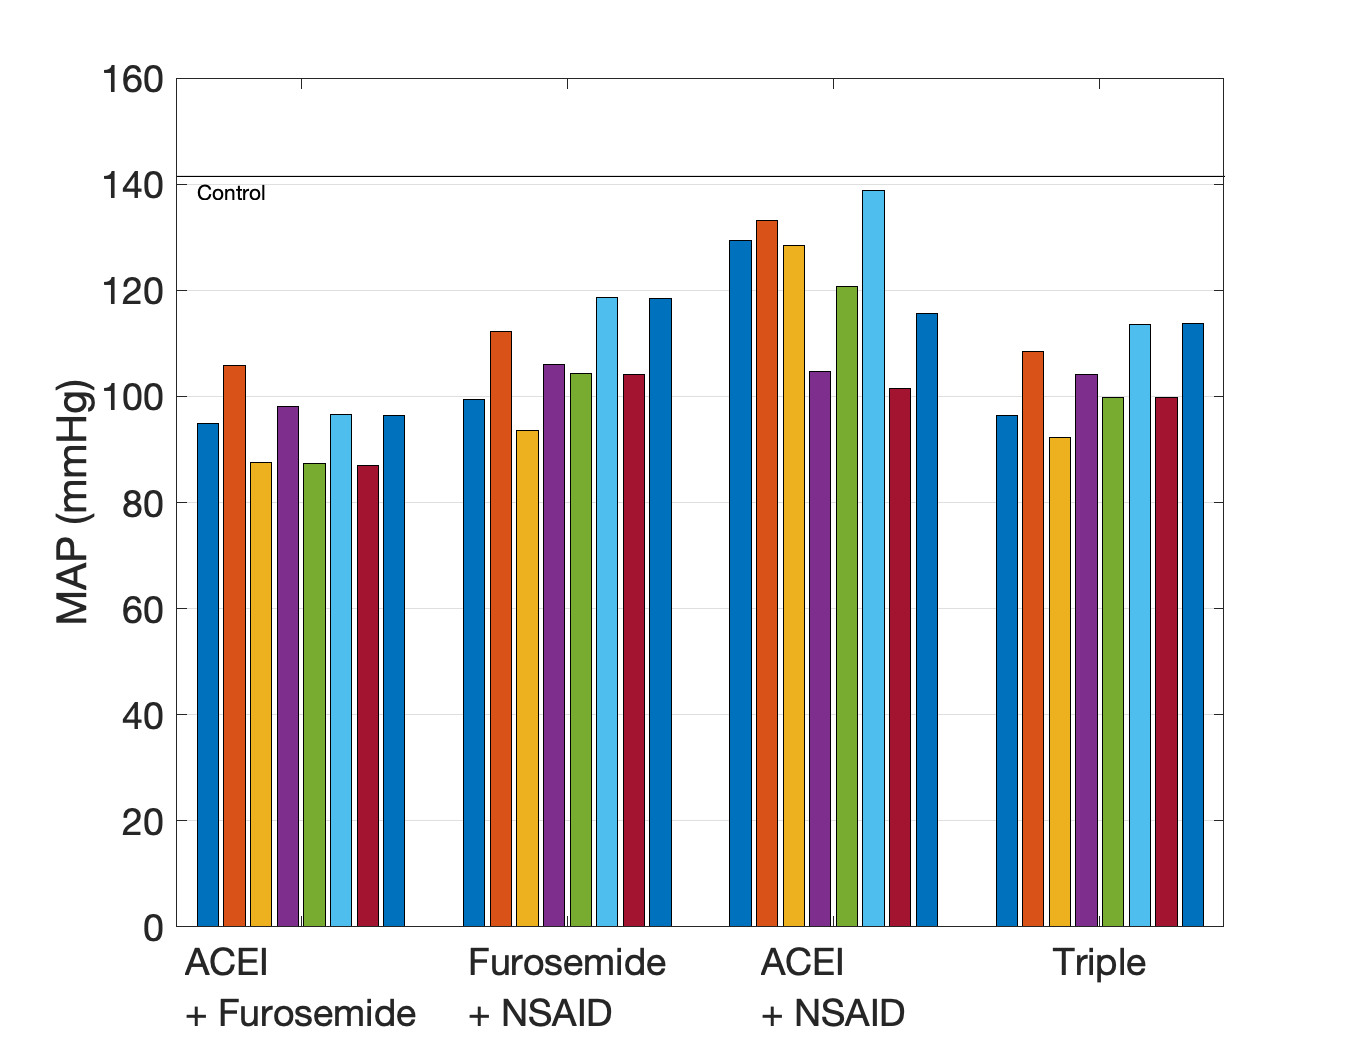 160
140
120
100
80
60
40
20
0
MAP (mmHg)
Control
ACEI
+ Furosemide
Furosemide
+ NSAID
ACEI
+ NSAID
Triple